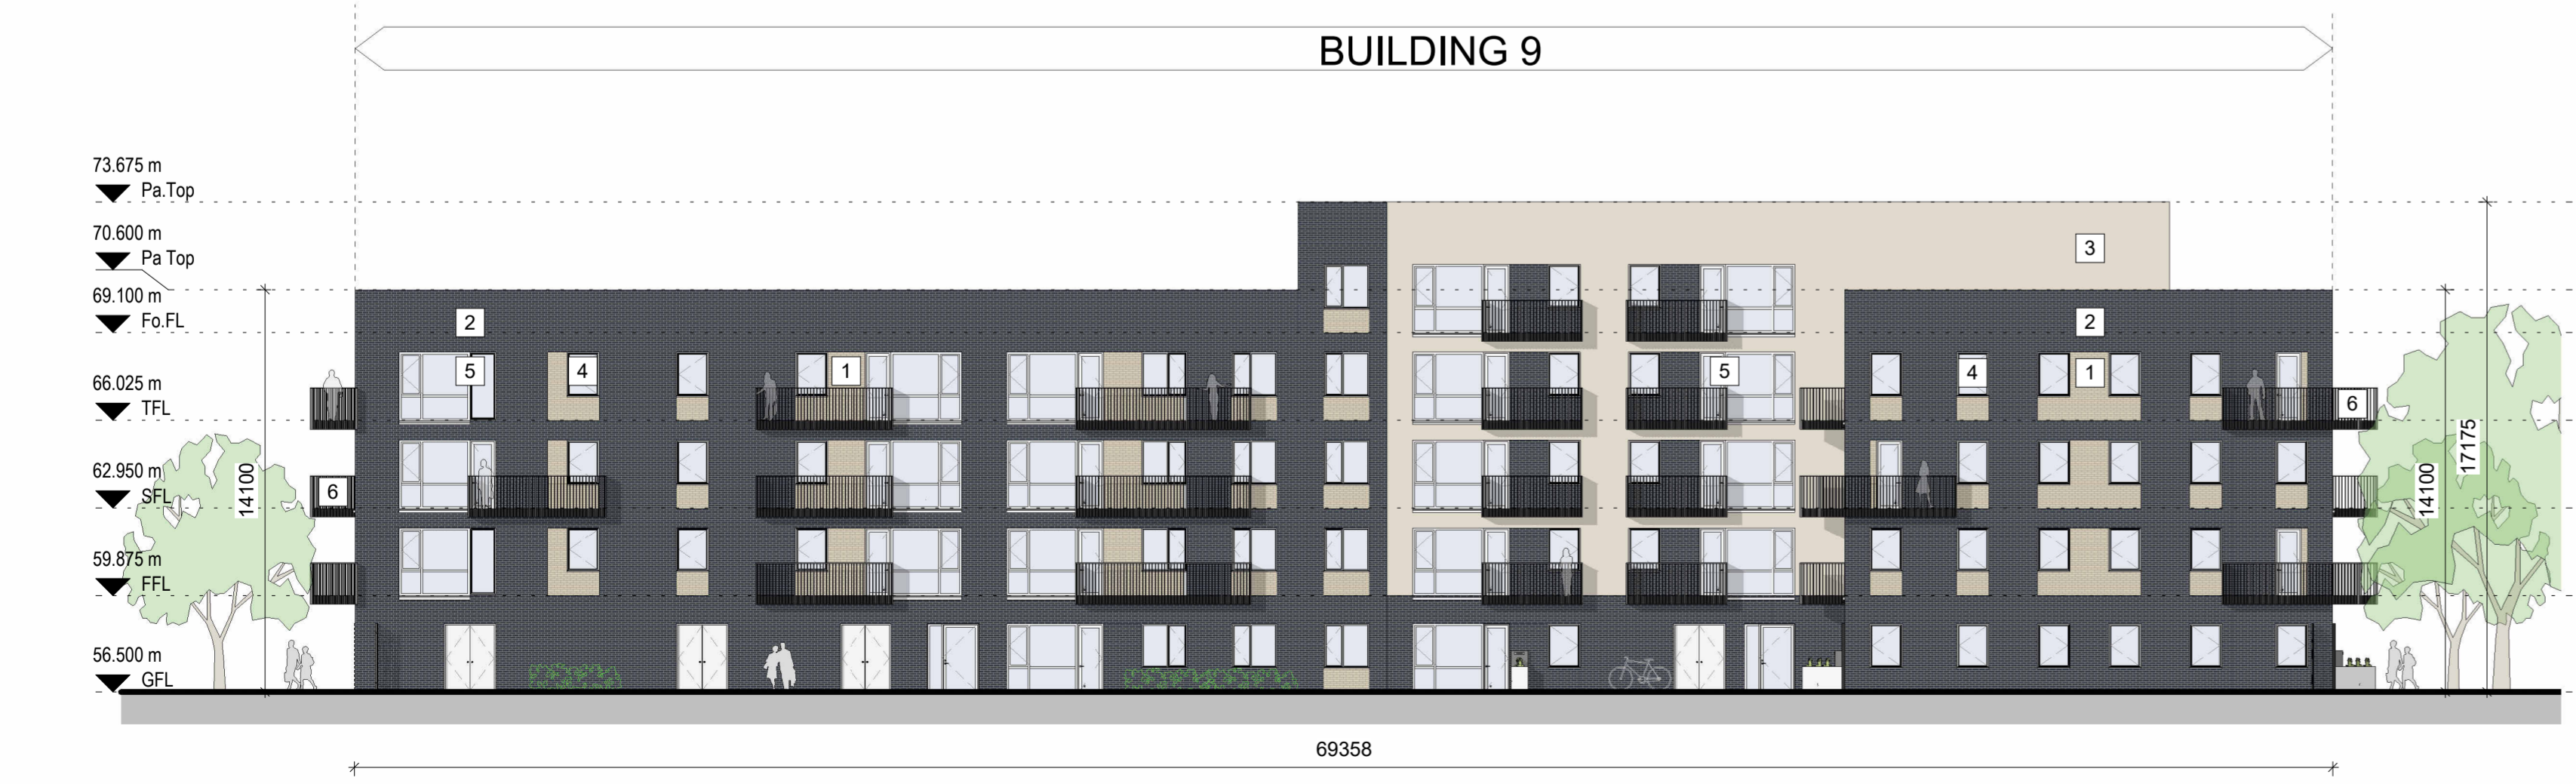 BUILDING 9
73.675 m
Pa.Top
70.600 m
Pa Top
69.100 m
Fo.FL
66.025 m
TFL
62.950 m
SFL
59.875 m
FFL
56.500 m
GFL
14100
3
2
2
5
4
1
5
4
1
6
6
17175
14100
69358